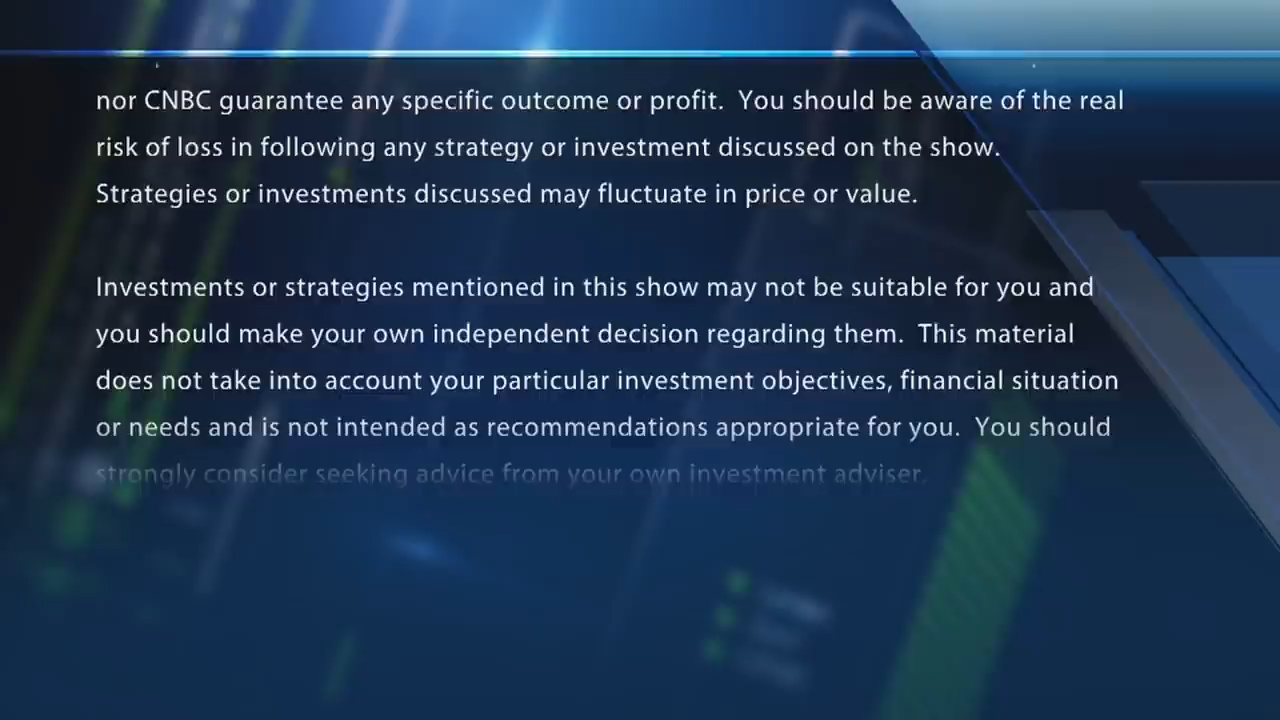 nor CNBC guarantee any specific outcome or profit.  You should be aware of the real
risk of loss in following any strategy or investment discussed on the show.
Strategies or investments discussed may fluctuate in price or value.
Investments or strategies mentioned in this show may not be suitable for you and
you should make your own independent decision regarding them.  This material
does not take into account your particular investment objectives, financial situation
or needs and is not intended as recommendations appropriate for you.  You should
strongly consider seeking advice from your own investment adviser.